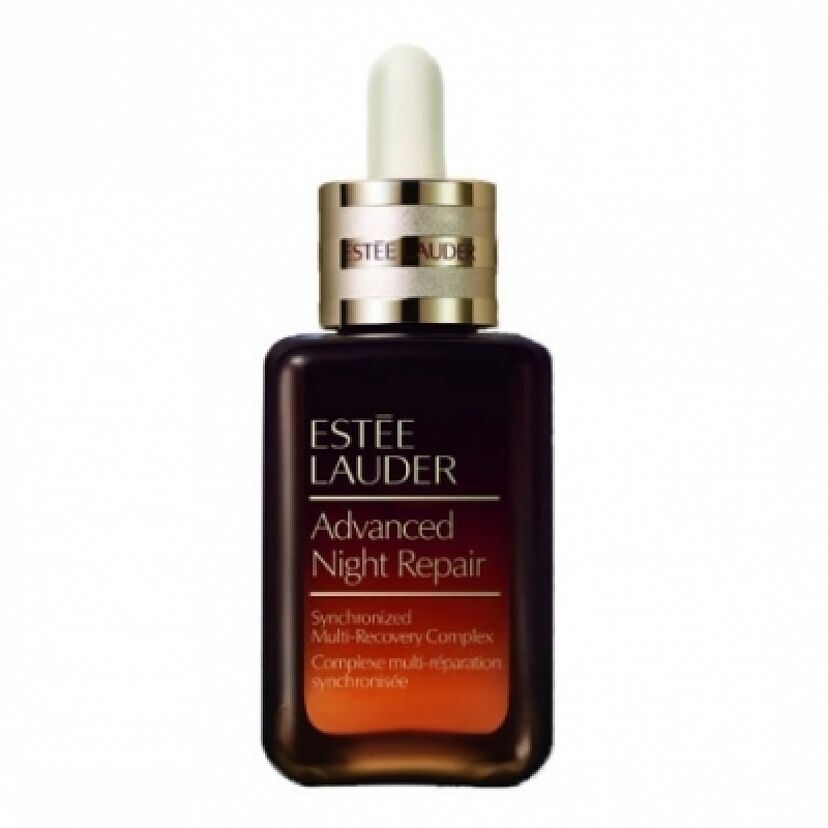 ESTĒE LAUDER
ESTĒE
LAUDER
Advanced
Night Repair
Synchronized
Multi-Recovery Complex
Complexe multi-réparation
synchronisée